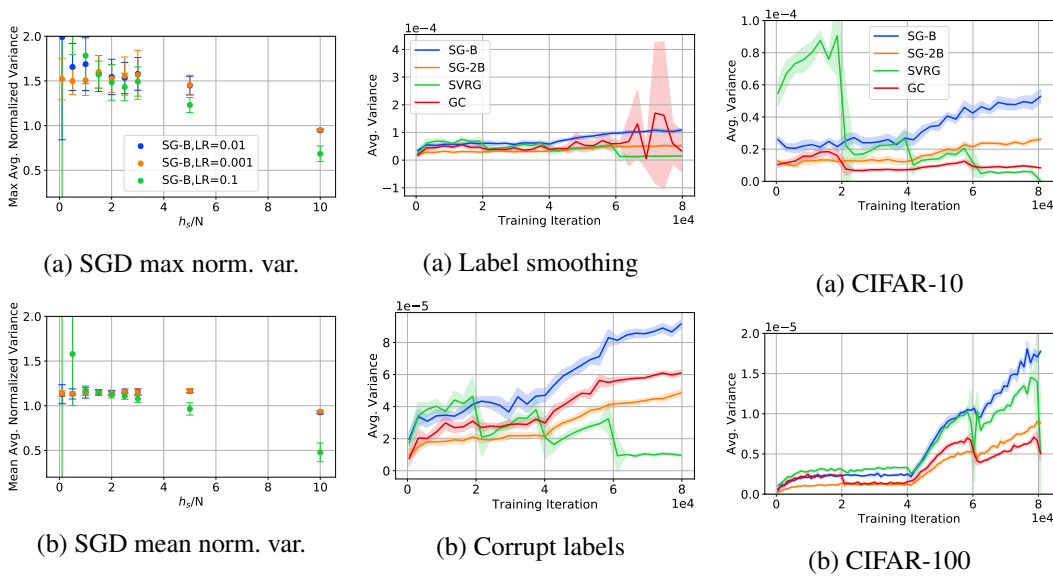 2.0
1.5
1.0
0.5
0
2
4
6
8
10
Max Avg. Normalized Variance
SG-B,LR=0.01
SG-B,LR=0.001
SG-B,LR=0.1
h_s/N
(a) SGD max norm. var.
1e−4
4
3
2
1
0
−1
0
2
4
6
8
1e4
Avg. Variance
SG-B
SG-2B
SVRG
GC
Training Iteration
(a) Label smoothing
1e−4
1.0
0.8
0.6
0.4
0.2
0.0
0
2
4
6
8
1e4
Avg. Variance
SG-B
SG-2B
SVRG
GC
Training Iteration
(a) CIFAR-10
2.0
1.5
1.0
0.5
0
2
4
6
8
10
Mean Avg. Normalized Variance
h_s/N
(b) SGD mean norm. var.
1e−5
8
6
4
2
0
0
2
4
6
8
1e4
Avg. Variance
Training Iteration
(b) Corrupt labels
1e−5
2.0
1.5
1.0
0.5
0.0
0
2
4
6
8
1e4
Avg. Variance
Training Iteration
(b) CIFAR-100